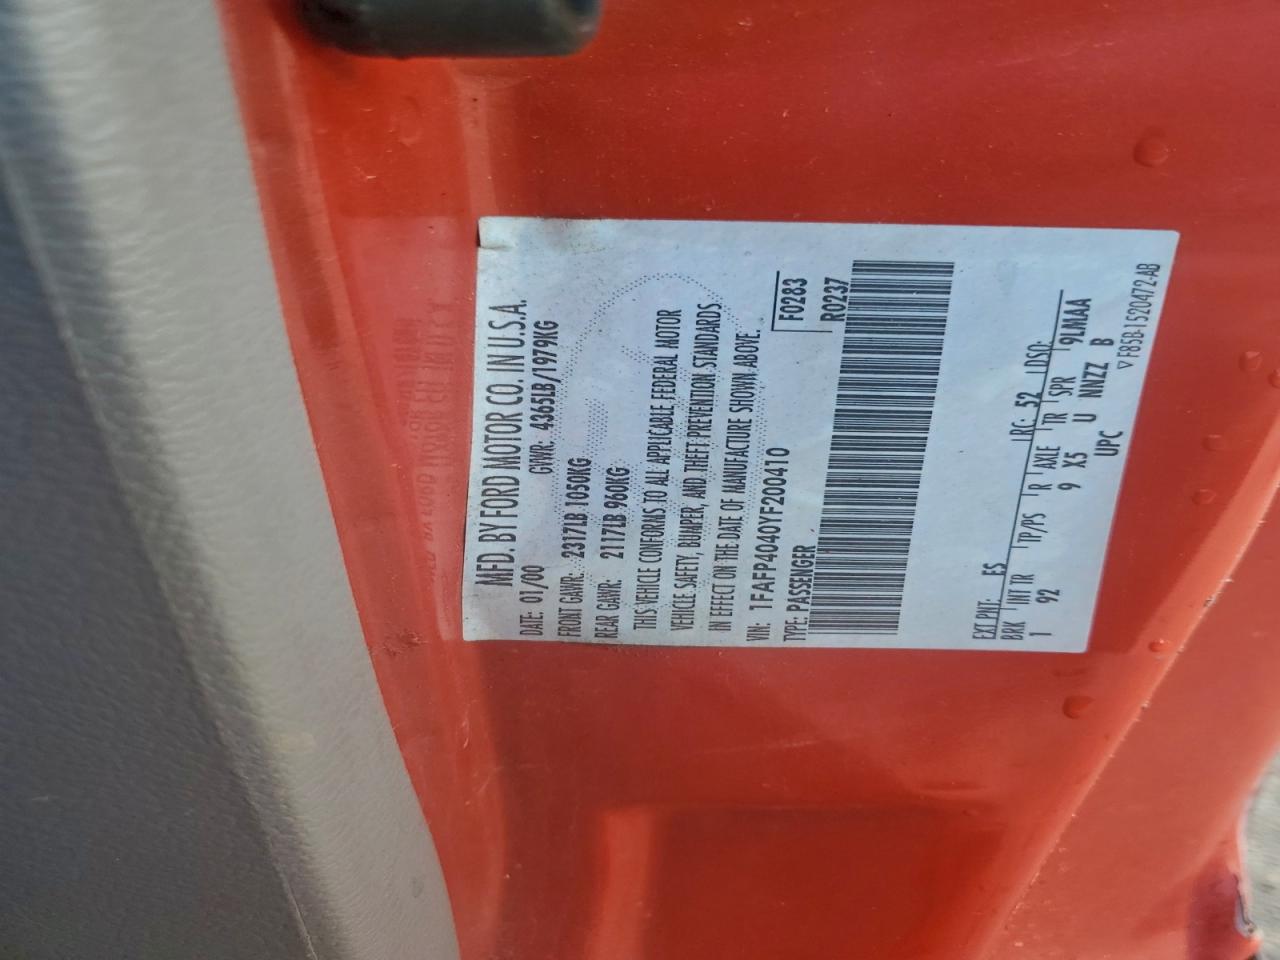 MFD. BY FORD MOTOR CO. IN U.S.A.
DATE: 01/00 GVWR: 4365LB/1979KG
FRONT GAWR: 2317LB 1050KG
REAR GAWR: 2117LB 960KG
THIS VEHICLE CONFORMS TO ALL APPLICABLE FEDERAL MOTOR
VEHICLE SAFETY, BUMPER, AND THEFT PREVENTION STANDARDS
IN EFFECT ON THE DATE OF MANUFACTURE SHOWN ABOVE.
VIN: 1FAFP4040YF200410 F0283
TYPE: PASSENGER R0237
EXT PNT: ES RC: 52 DSO:
BRK INT TR TP/PS R AXLE TR SPR 9LMAA
1 92 9 X5 U NNZZ B
UPC
▽ F85B-1520472-AB